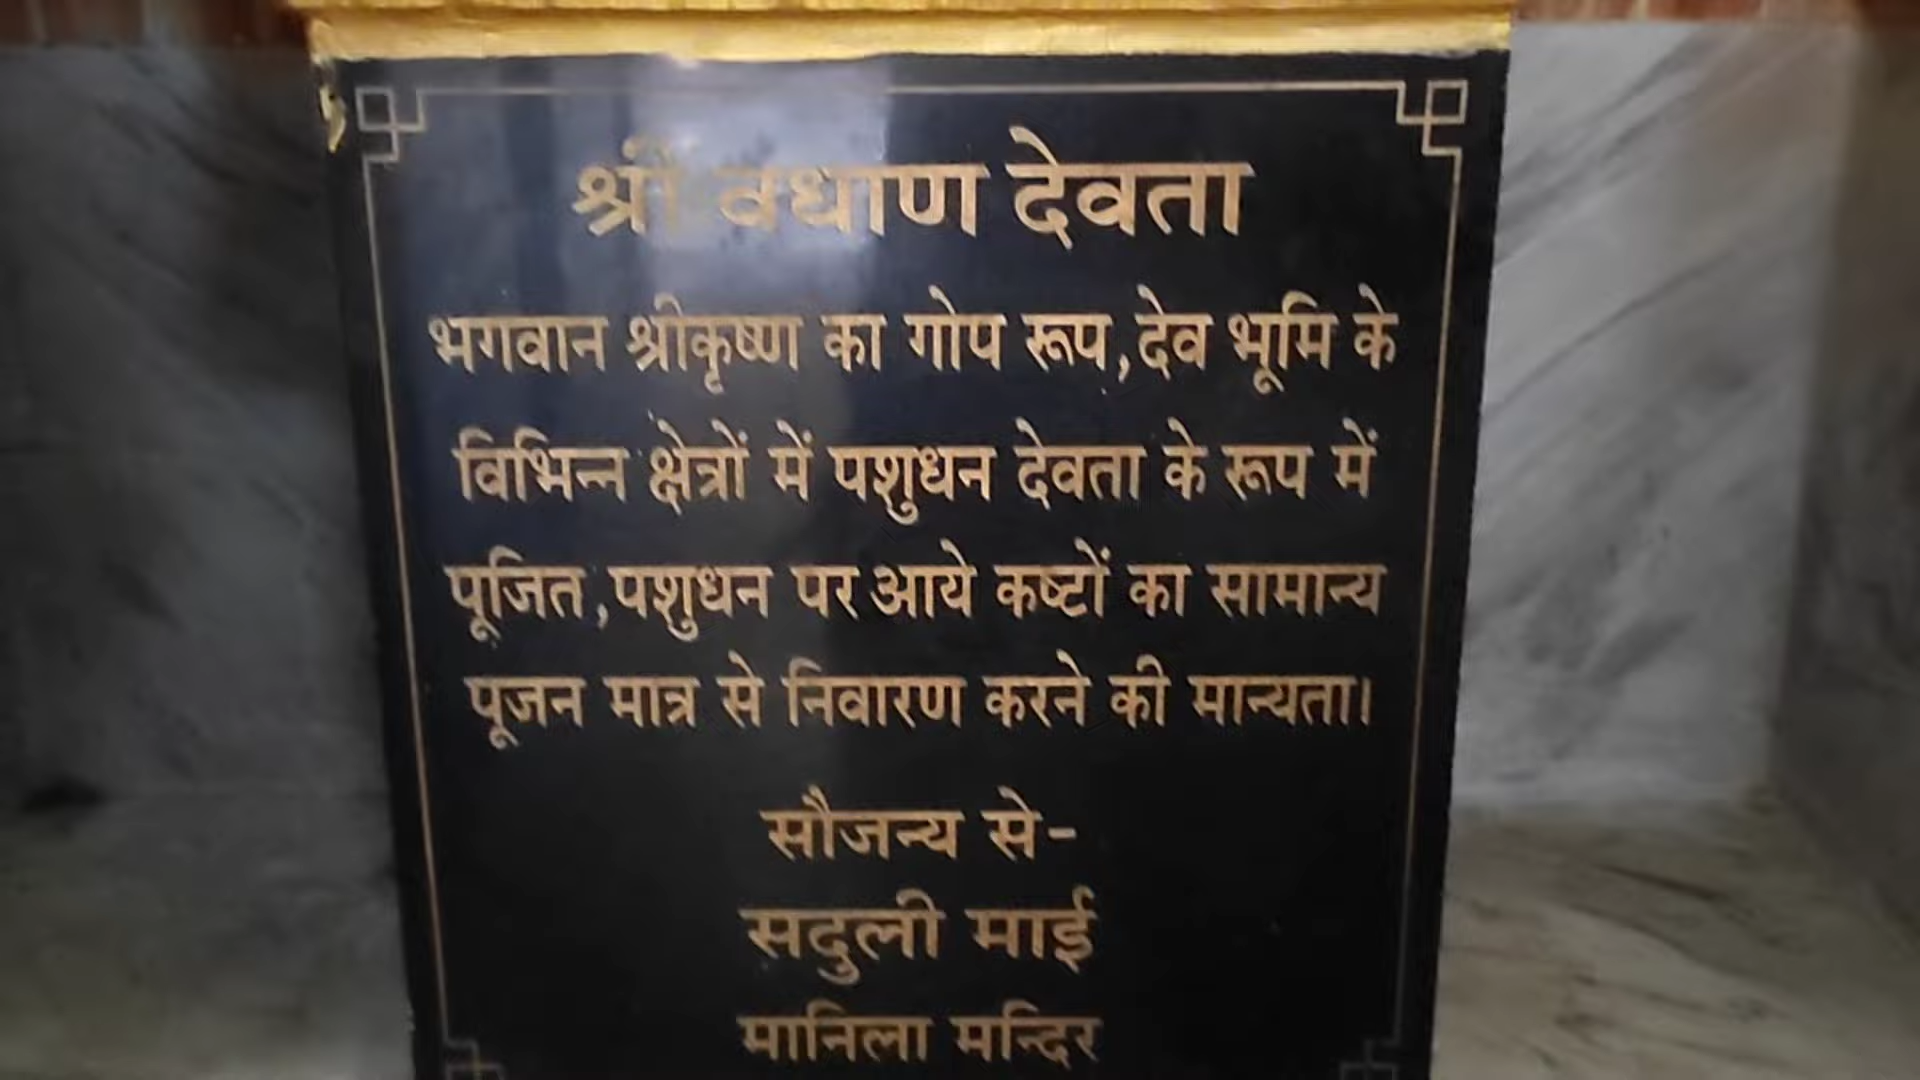 श्री वधाण देवता
भगवान श्रीकृष्ण का गोप रूप,देव भूमि के
विभिन्न क्षेत्रों में पशुधन देवता के रूप में
पूजित,पशुधन पर आये कष्टों का सामान्य
पूजन मात्र से निवारण करने की मान्यता।
सौजन्य से-
सदुली माई
मानिला मन्दिर